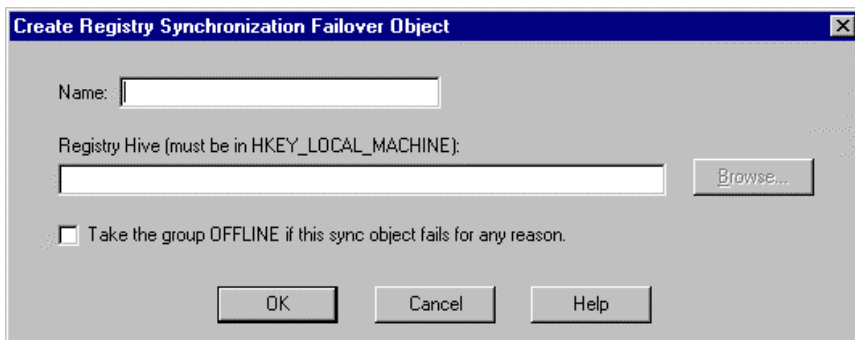 Create Registry Synchronization Failover Object
Name:
Registry Hive (must be in HKEY_LOCAL_MACHINE):
Browse...
Take the group OFFLINE if this sync object fails for any reason.
OK Cancel Help